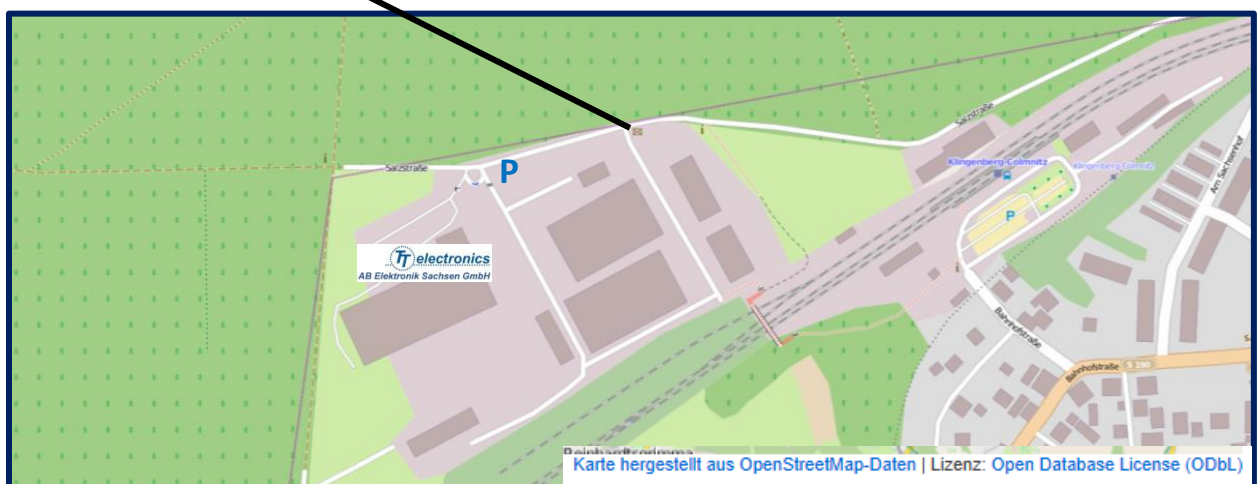 Salzstraße
Salzstraße
P
Klingenberg-Colmnitz
Klingenberg-Colmnitz
Am Sachsenhof
P
TT electronics
AB Elektronik Sachsen GmbH
Bahnhofstraße
Bahnhofstraße
S 190
Karte hergestellt aus OpenStreetMap-Daten | Lizenz: Open Database License (ODbL)